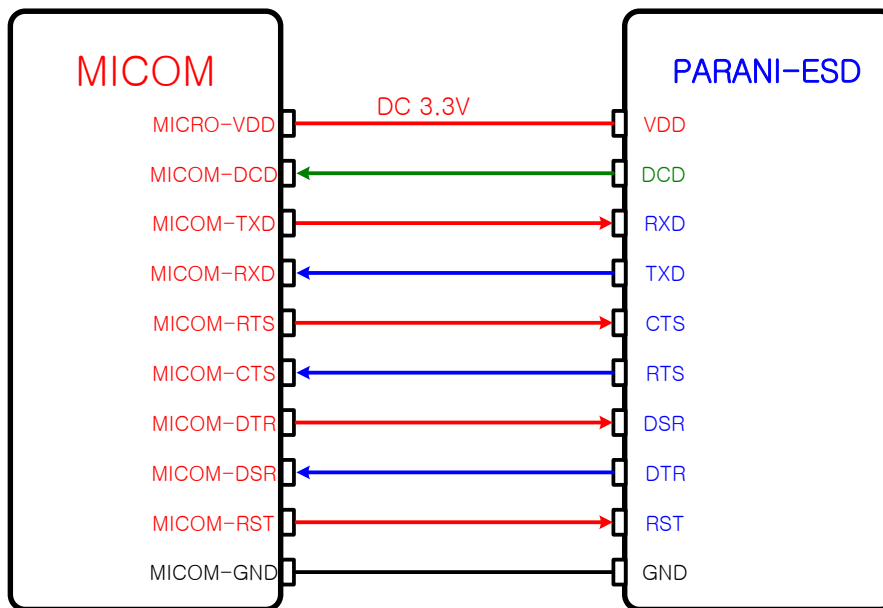 MICOM
PARANI-ESD
DC 3.3V
MICRO-VDD
VDD
MICOM-DCD
DCD
MICOM-TXD
RXD
MICOM-RXD
TXD
MICOM-RTS
CTS
MICOM-CTS
RTS
MICOM-DTR
DSR
MICOM-DSR
DTR
MICOM-RST
RST
MICOM-GND
GND